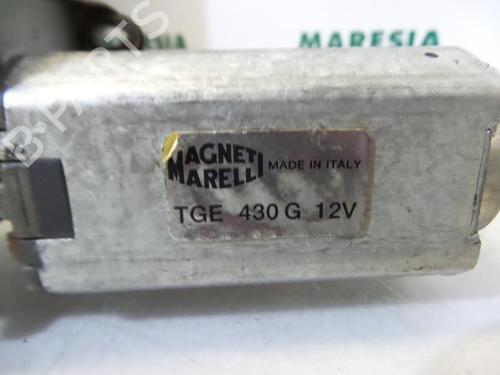 MARESIA
MAGNETI
MARELLI
MADE IN ITALY
TGE 430 G 12V
B-PARTS